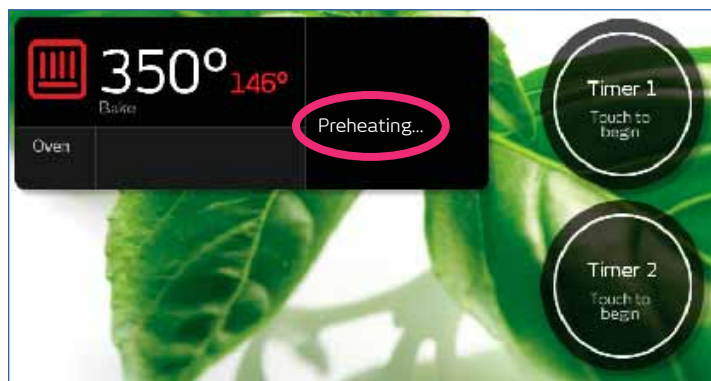 350° 146°
Bake
Preheating...
Oven
Timer 1
Touch to
begin
Timer 2
Touch to
begin